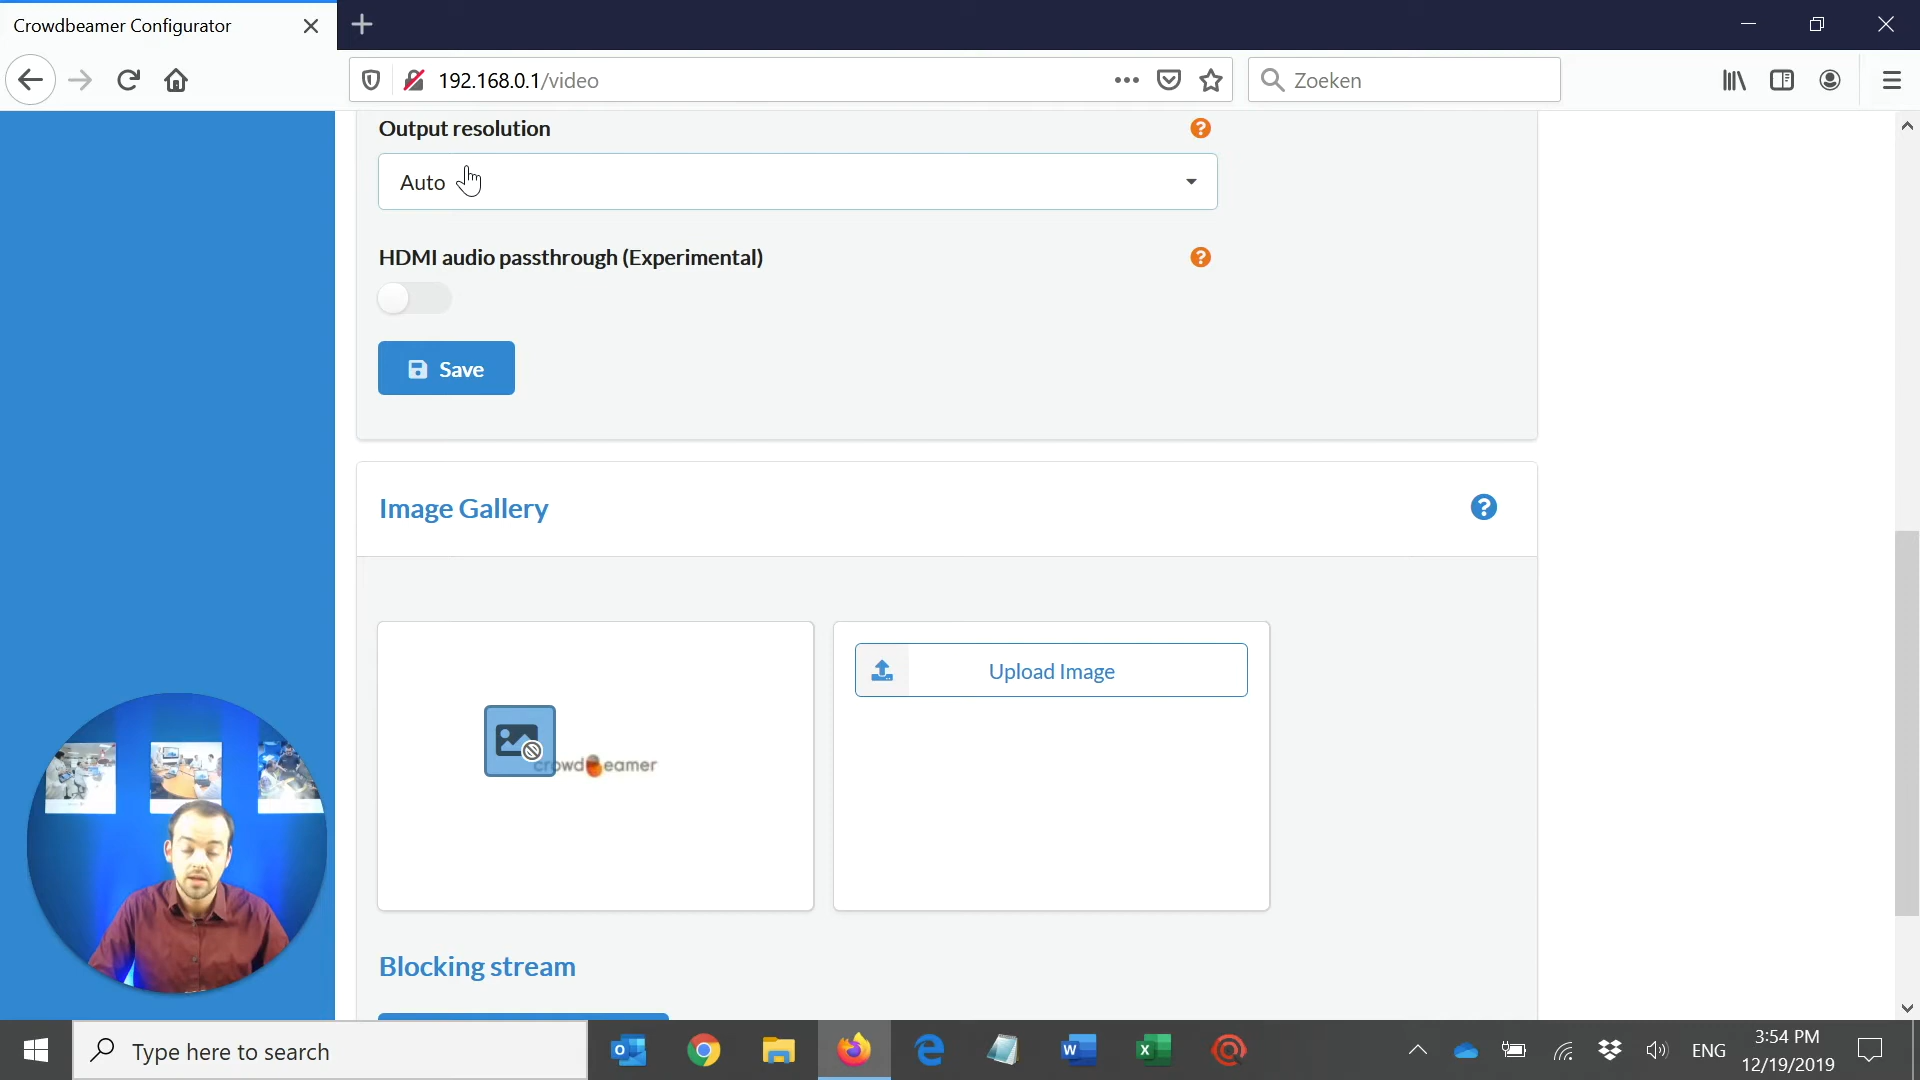 Crowdbeamer Configurator
192.168.0.1/video
Zoeken
Output resolution
Auto
HDMI audio passthrough (Experimental)
Save
Image Gallery
Upload Image
crowdbeamer
Blocking stream
Type here to search
ENG
3:54 PM
12/19/2019